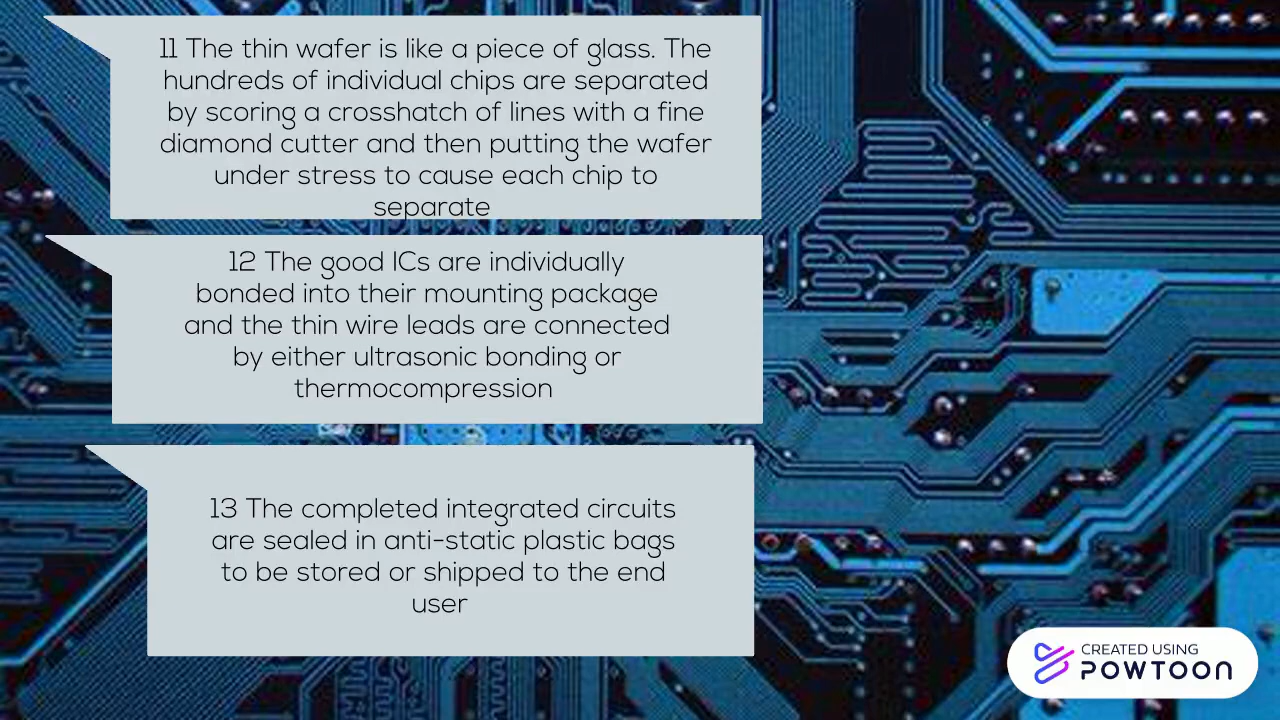 11 The thin wafer is like a piece of glass. The
hundreds of individual chips are separated
by scoring a crosshatch of lines with a fine
diamond cutter and then putting the wafer
under stress to cause each chip to
separate
12 The good ICs are individually
bonded into their mounting package
and the thin wire leads are connected
by either ultrasonic bonding or
thermocompression
13 The completed integrated circuits
are sealed in anti-static plastic bags
to be stored or shipped to the end
user
CREATED USING
POWTOON